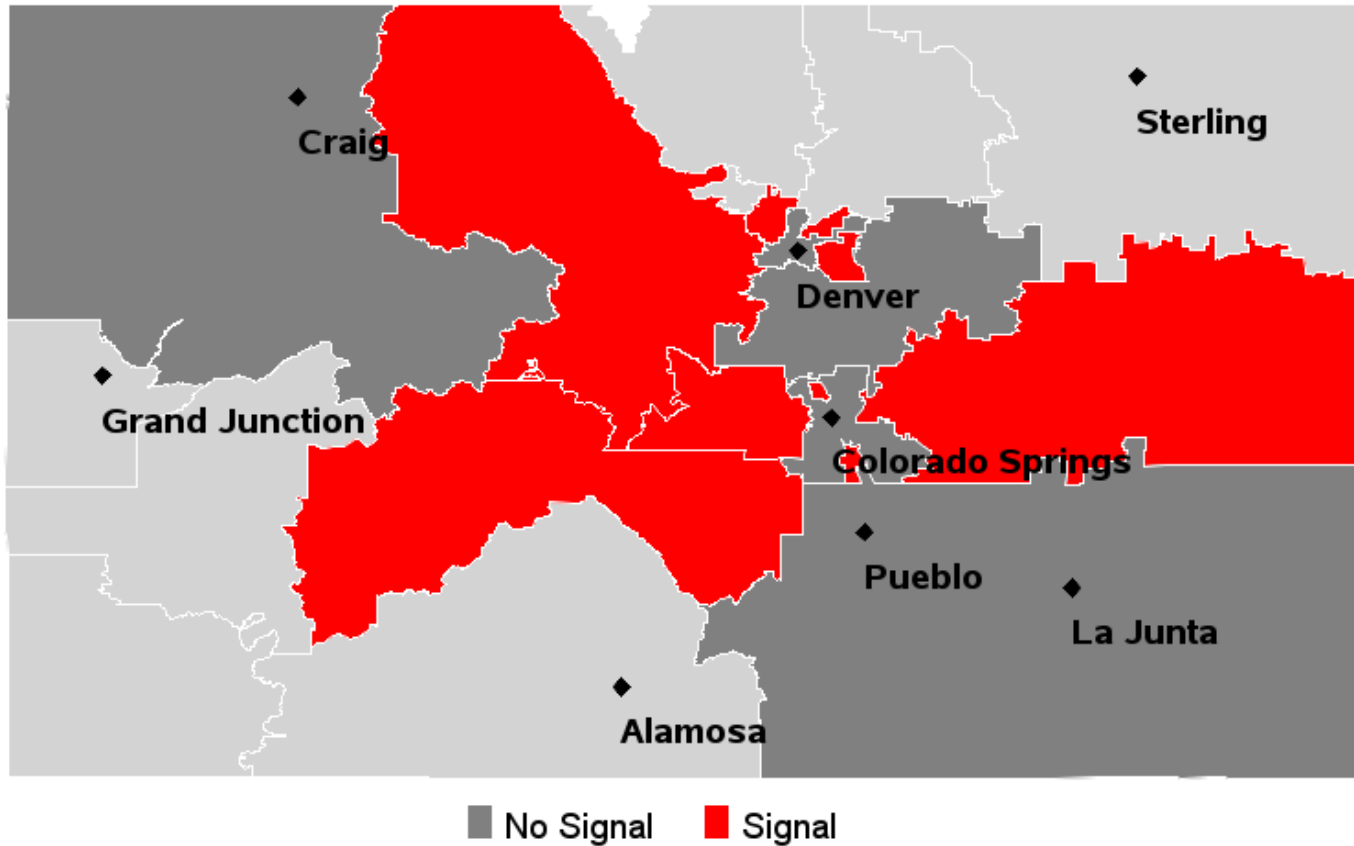 Sterling
Craig
Denver
Grand Junction
Colorado Springs
Pueblo
La Junta
Alamosa
No Signal
Signal